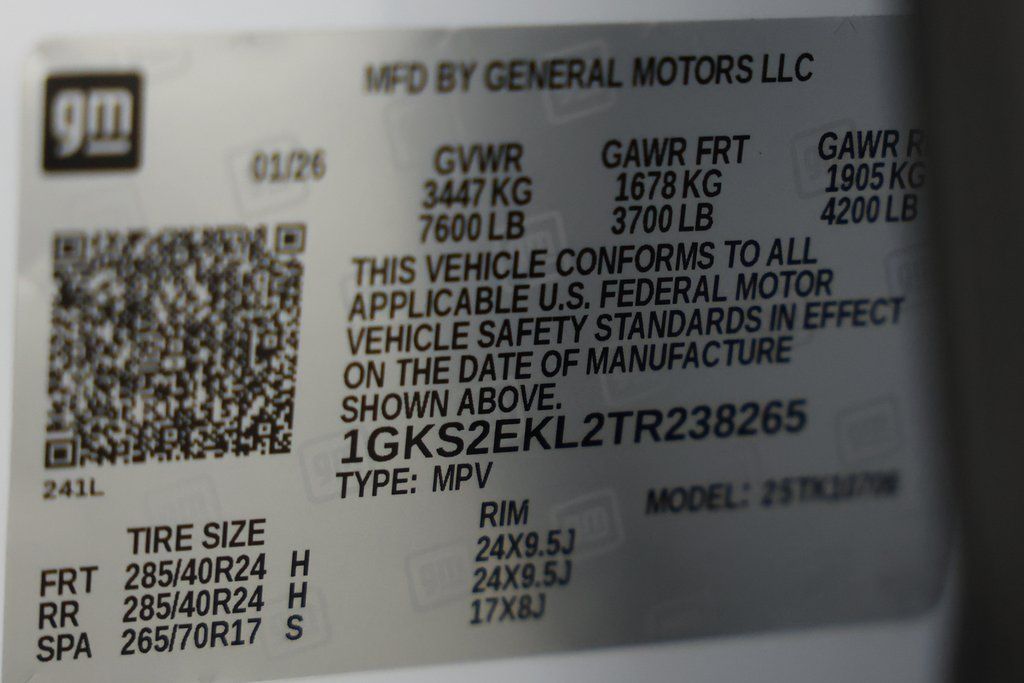 gm
MFD BY GENERAL MOTORS LLC
01/26 GVWR GAWR FRT GAWR
3447 KG 1678 KG 1905 KG
7600 LB 3700 LB 4200 LB
THIS VEHICLE CONFORMS TO ALL
APPLICABLE U.S. FEDERAL MOTOR
VEHICLE SAFETY STANDARDS IN EFFECT
ON THE DATE OF MANUFACTURE
SHOWN ABOVE.
1GKS2EKL2TR238265
241L
TYPE: MPV MODEL:
TIRE SIZE RIM
FRT 285/40R24 H 24X9.5J
RR 285/40R24 H 24X9.5J
SPA 265/70R17 S 17X8J